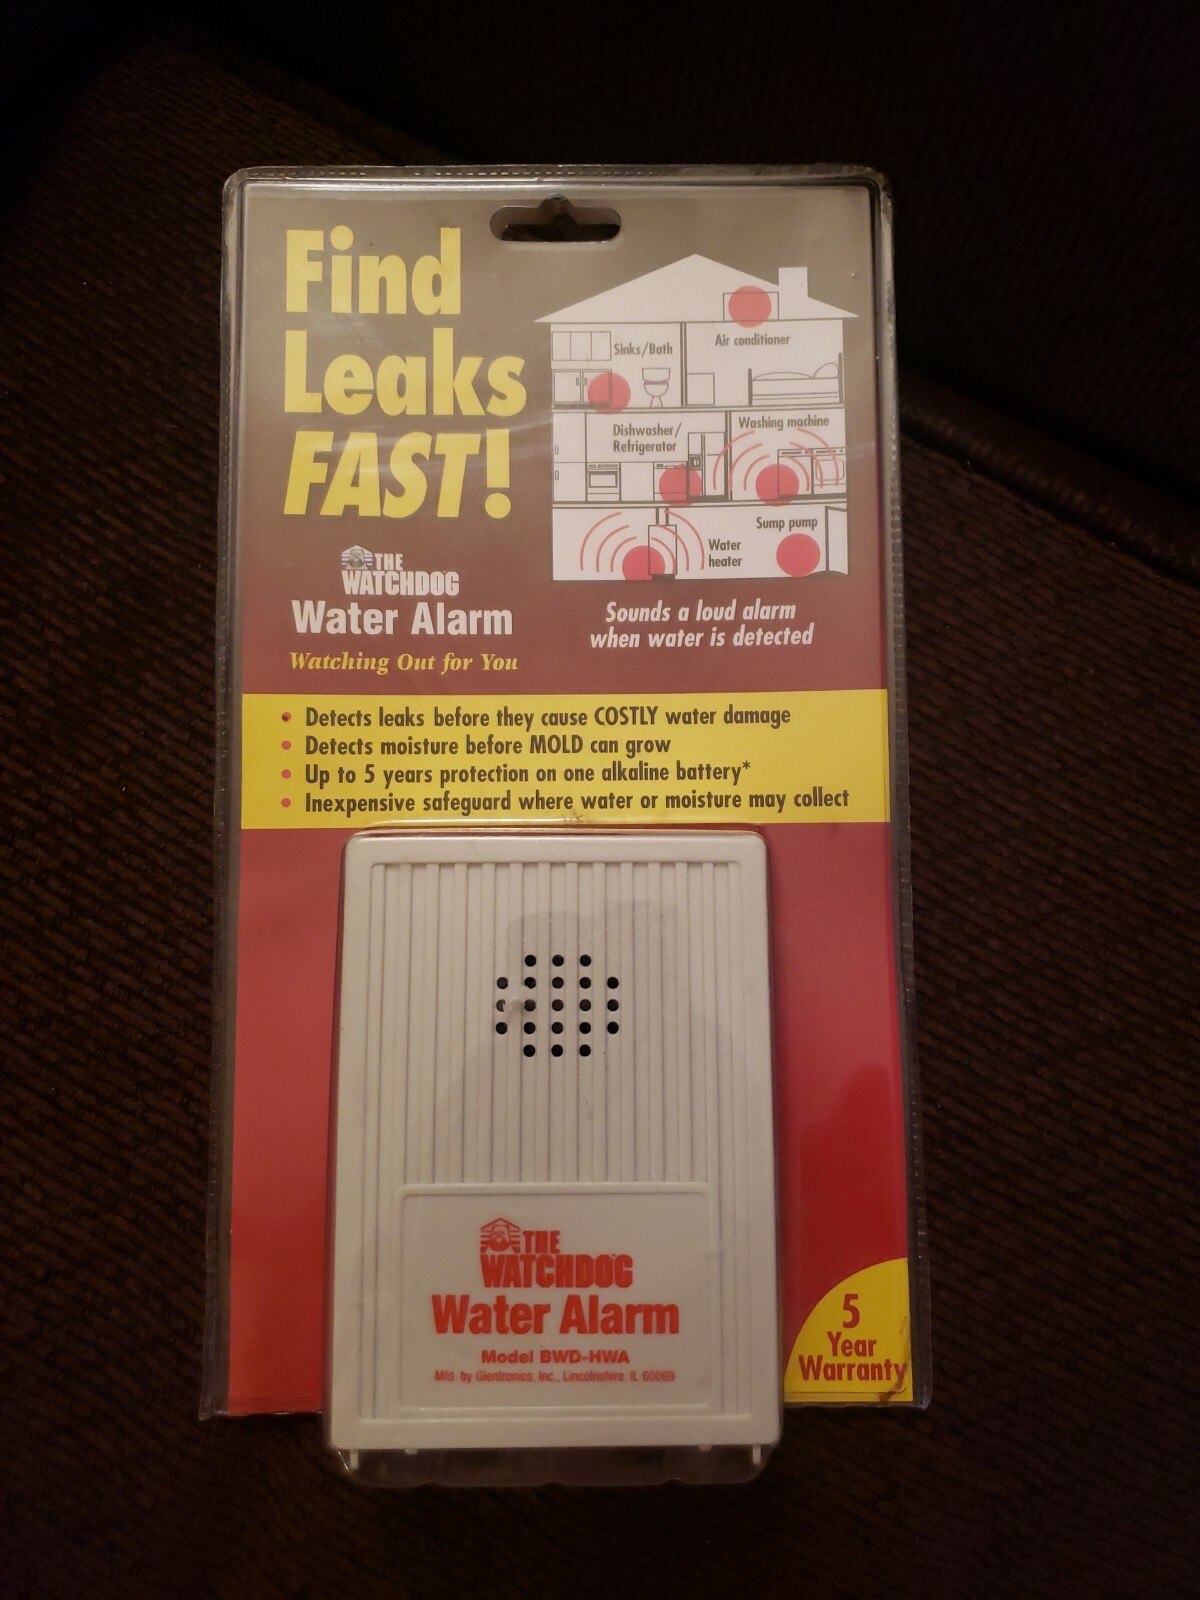 Find
Leaks
FAST!
THE
WATCHDOG
Water Alarm
Watching Out for You
Sinks/Bath
Air conditioner
Dishwasher/
Refrigerator
Washing machine
Sump pump
Water
heater
Sounds a loud alarm
when water is detected
• Detects leaks before they cause COSTLY water damage
• Detects moisture before MOLD can grow
• Up to 5 years protection on one alkaline battery*
• Inexpensive safeguard where water or moisture may collect
THE
WATCHDOG
Water Alarm
Model BWD-HWA
Mfd. by Glentronics, Inc., Lincolnshire, IL 60069
5
Year
Warranty